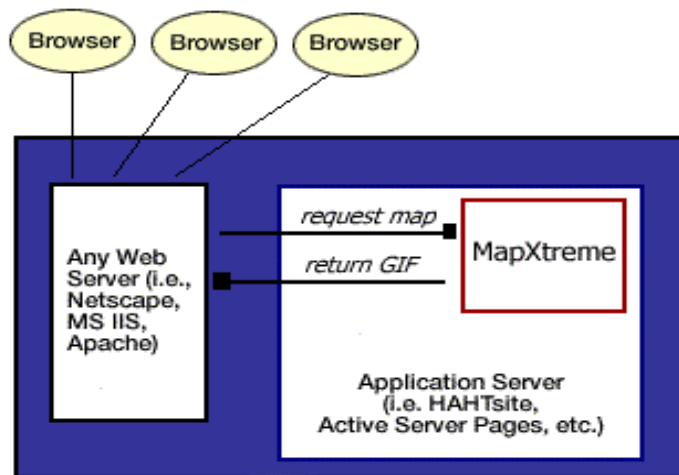 Browser
Browser
Browser
Any Web
Server (i.e.,
Netscape,
MS IIS,
Apache)
request map
return GIF
MapXtreme
Application Server
(i.e. HAHTsite,
Active Server Pages, etc.)